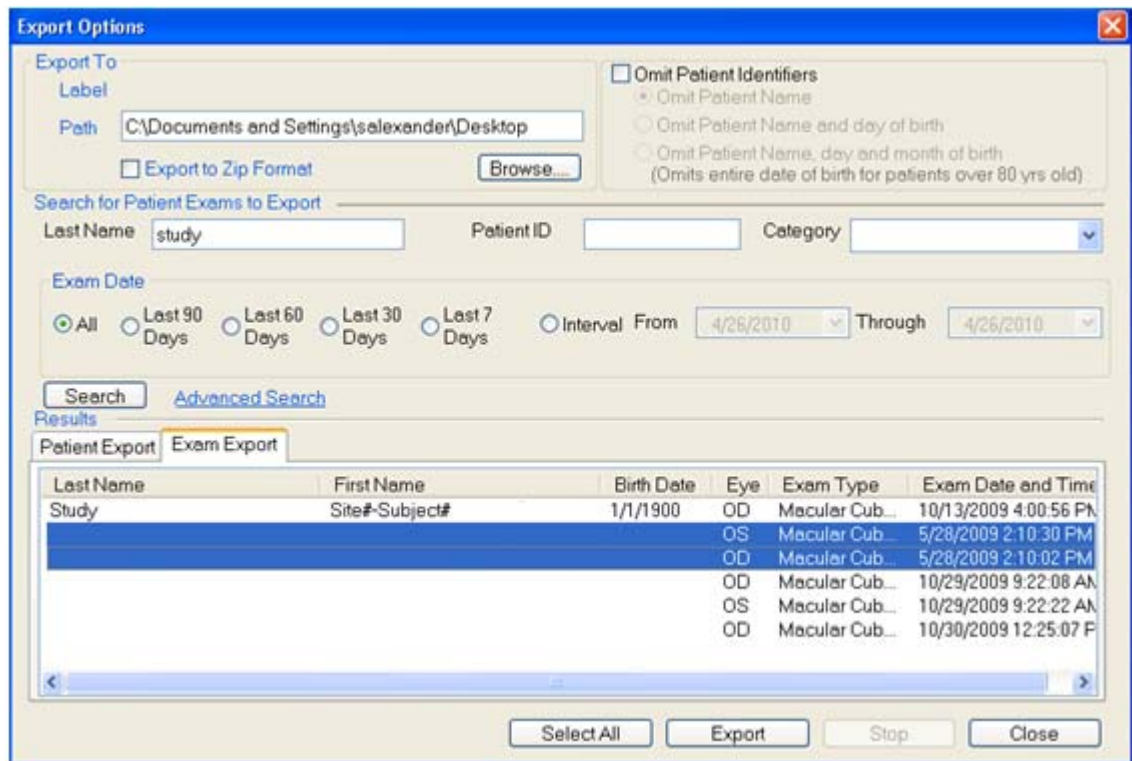 Export Options
Export To
Label
Path C:\Documents and Settings\salexander\Desktop
Export to Zip Format Browse....
Omit Patient Identifiers
Omit Patient Name
Omit Patient Name and day of birth
Omit Patient Name, day and month of birth
(Omits entire date of birth for patients over 80 yrs old)
Search for Patient Exams to Export
Last Name study Patient ID Category
Exam Date
All Last 90 Days Last 60 Days Last 30 Days Last 7 Days Interval From 4/26/2010 Through 4/26/2010
Search Advanced Search
Results
Patient Export Exam Export
Last Name First Name Birth Date Eye Exam Type Exam Date and Time
Study Site#-Subject# 1/1/1900 OD Macular Cub... 10/13/2009 4:00:56 PM
OS Macular Cub... 5/28/2009 2:10:30 PM
OD Macular Cub... 5/28/2009 2:10:02 PM
OD Macular Cub... 10/29/2009 9:22:08 AM
OS Macular Cub... 10/29/2009 9:22:22 AM
OD Macular Cub... 10/30/2009 12:25:07 P
Select All Export Stop Close